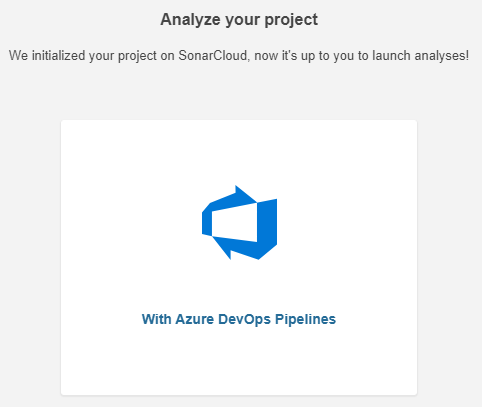 Analyze your project
We initialized your project on SonarCloud, now it's up to you to launch analyses!
With Azure DevOps Pipelines